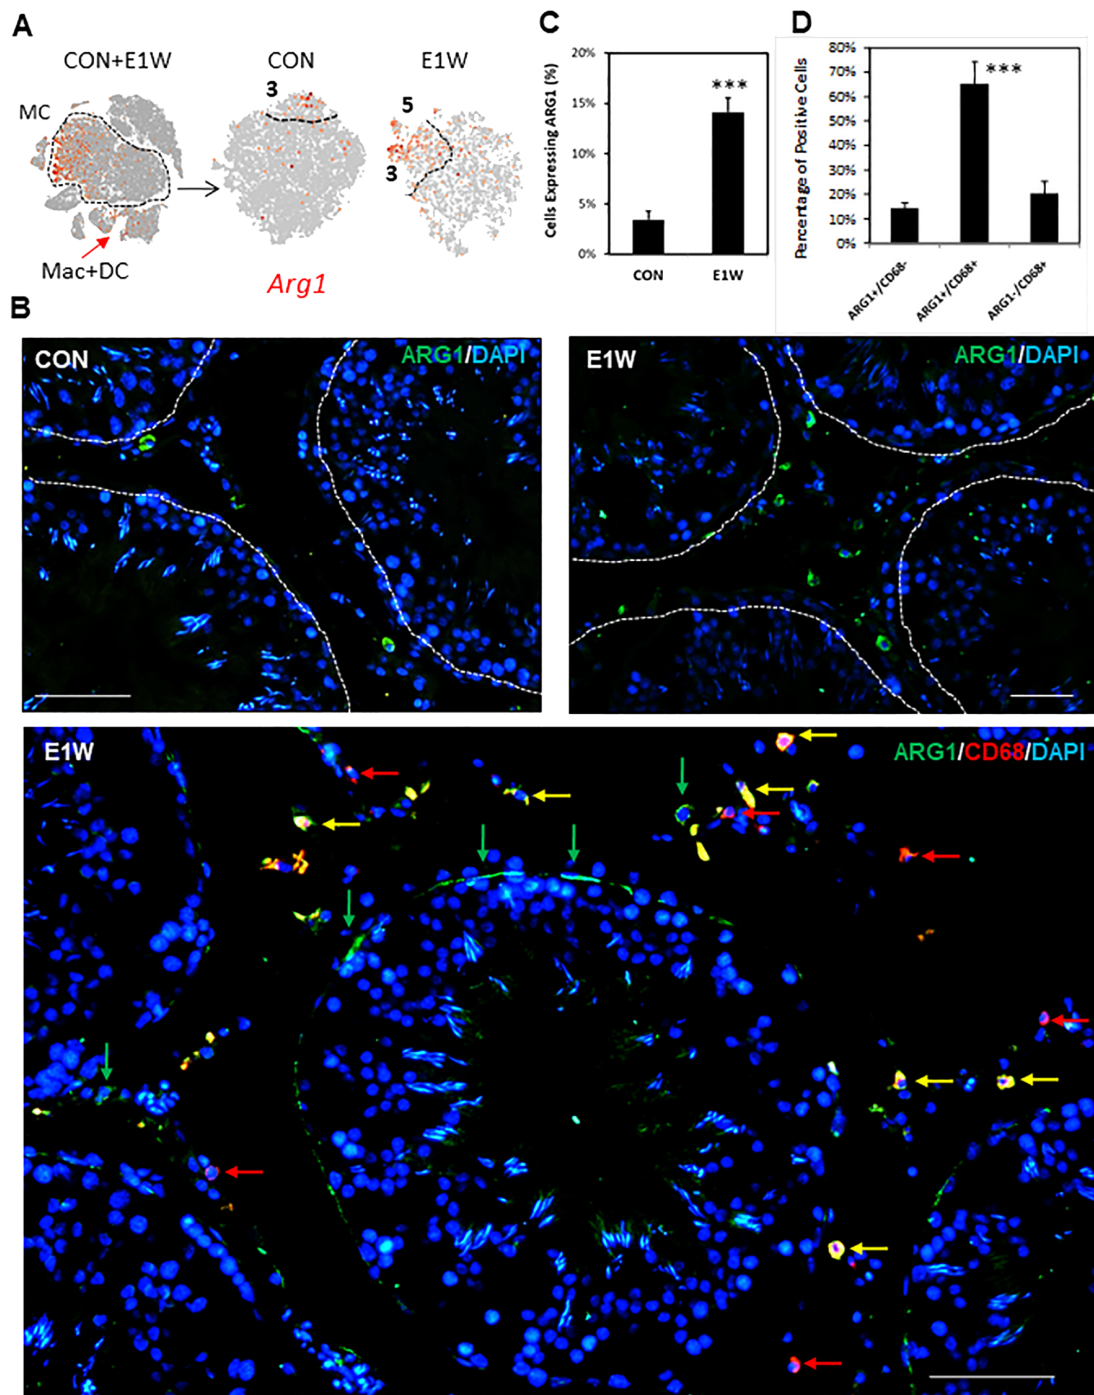 A
CON+E1W
CON
E1W
MC
3
5
3
Mac+DC
Arg1
C
Cells Expressing ARG1 (%)
20%
15%
10%
5%
0%
***
CON
E1W
D
Percentage of Positive Cells
80%
70%
60%
50%
40%
30%
20%
10%
0%
***
ARG1+/CD68-
ARG1+/CD68+
ARG1-/CD68+
B
CON
ARG1/DAPI
E1W
ARG1/DAPI
E1W
ARG1/CD68/DAPI